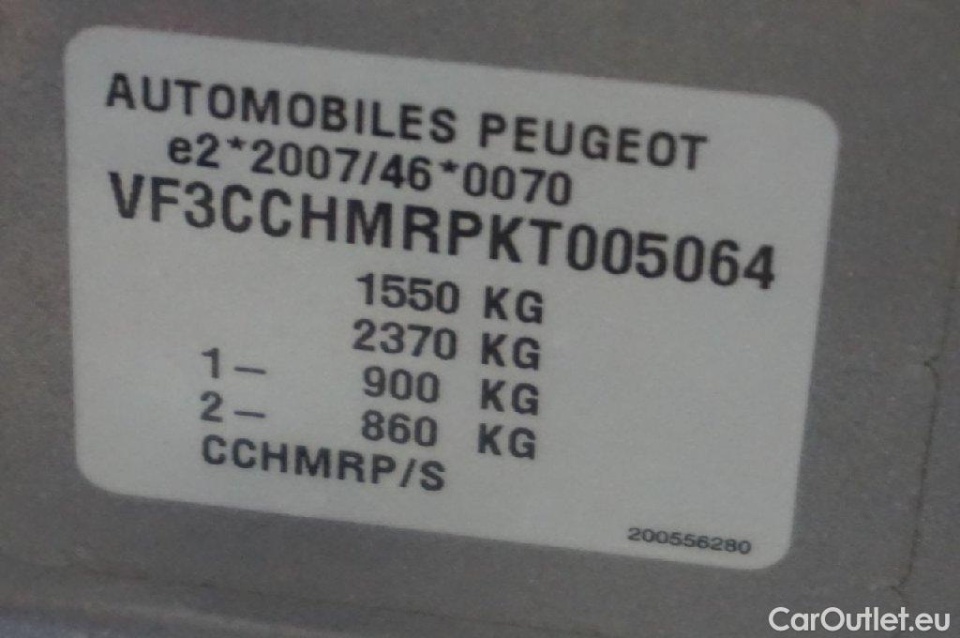 AUTOMOBILES PEUGEOT
e2*2007/46*0070
VF3CCHMRPKT005064
1550 KG
2370 KG
1- 900 KG
2- 860 KG
CCHMRP/S
200556280
CarOutlet.eu